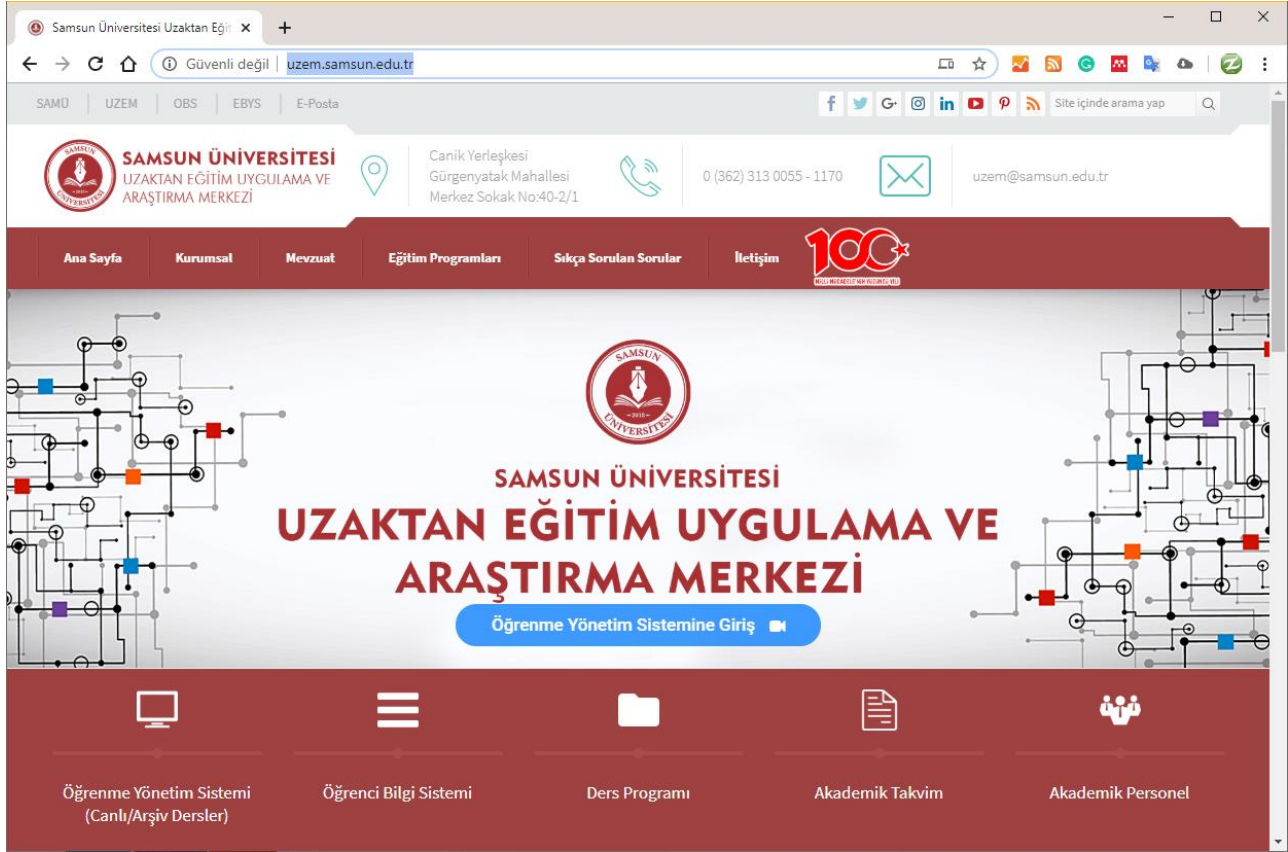 Samsun Üniversitesi Uzaktan Eğit
Güvenli değil | uzem.samsun.edu.tr
SAMÜ | UZEM | OBS | EBYS | E-Posta
Site içinde arama yap
SAMSUN ÜNİVERSİTESİ
UZAKTAN EĞİTİM UYGULAMA VE
ARAŞTIRMA MERKEZİ
Canik Yerleşkesi
Gürgenyatak Mahallesi
Merkez Sokak No:40-2/1
0 (362) 313 0055 - 1170
uzem@samsun.edu.tr
Ana Sayfa
Kurumsal
Mevzuat
Eğitim Programları
Sıkça Sorulan Sorular
İletişim
100
SAMSUN
ÜNİVERSİTESİ
-2018-
SAMSUN ÜNİVERSİTESİ
UZAKTAN EĞİTİM UYGULAMA VE
ARAŞTIRMA MERKEZİ
Öğrenme Yönetim Sistemine Giriş
Öğrenme Yönetim Sistemi
(Canlı/Arşiv Dersler)
Öğrenci Bilgi Sistemi
Ders Programı
Akademik Takvim
Akademik Personel